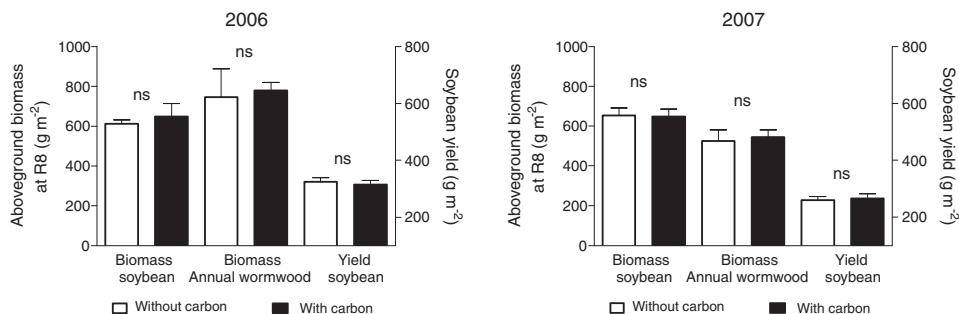 2006
Aboveground biomass
at R8 (g m-2)
1000
800
600
400
200
0
ns
ns
ns
800
600
400
200
Soybean yield (g m-2)
Biomass
soybean
Biomass
Annual wormwood
Yield
soybean
Without carbon
With carbon
2007
Aboveground biomass
at R8 (g m-2)
1000
800
600
400
200
0
ns
ns
ns
800
600
400
200
Soybean yield (g m-2)
Biomass
soybean
Biomass
Annual wormwood
Yield
soybean
Without carbon
With carbon